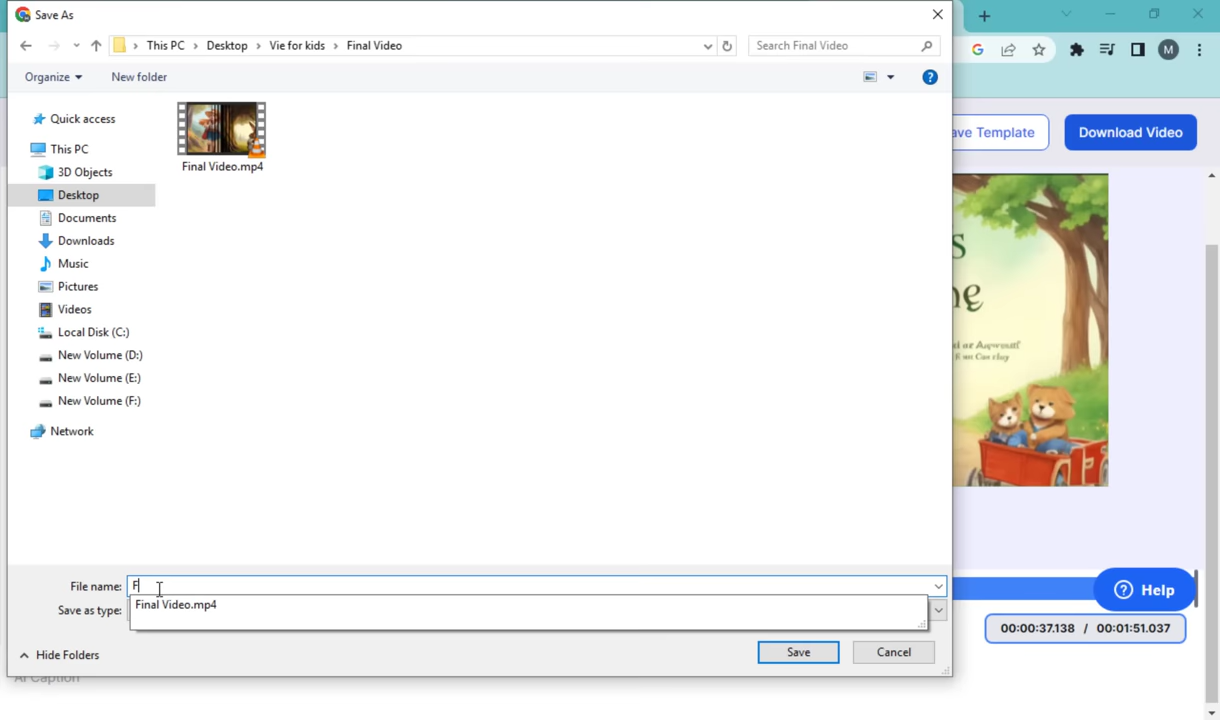 Save As
This PC > Desktop > Vie for kids > Final Video
Search Final Video
M
Organize
New folder
?
Quick access
This PC
3D Objects
Desktop
Documents
Downloads
Music
Pictures
Videos
Local Disk (C:)
New Volume (D:)
New Volume (E:)
New Volume (F:)
Network
Final Video.mp4
ave Template
Download Video
File name: F
Final Video.mp4
Save as type:
Hide Folders
Save
Cancel
? Help
00:00:37.138 / 00:01:51.037
AI Caption